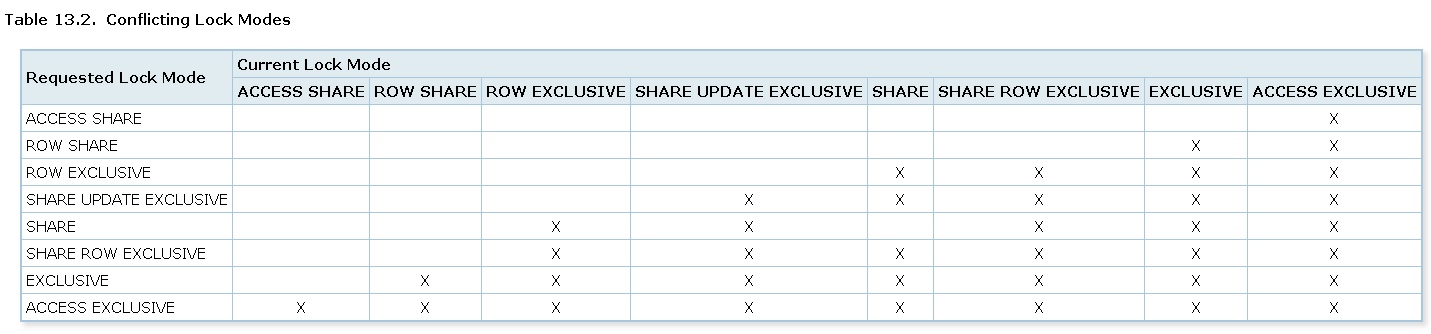 Table 13.2. Conflicting Lock Modes
Requested Lock Mode Current Lock Mode
ACCESS SHARE ROW SHARE ROW EXCLUSIVE SHARE UPDATE EXCLUSIVE SHARE SHARE ROW EXCLUSIVE EXCLUSIVE ACCESS EXCLUSIVE
ACCESS SHARE X
ROW SHARE X X
ROW EXCLUSIVE X X X X
SHARE UPDATE EXCLUSIVE X X X X X
SHARE X X X X X
SHARE ROW EXCLUSIVE X X X X X X
EXCLUSIVE X X X X X X X
ACCESS EXCLUSIVE X X X X X X X X